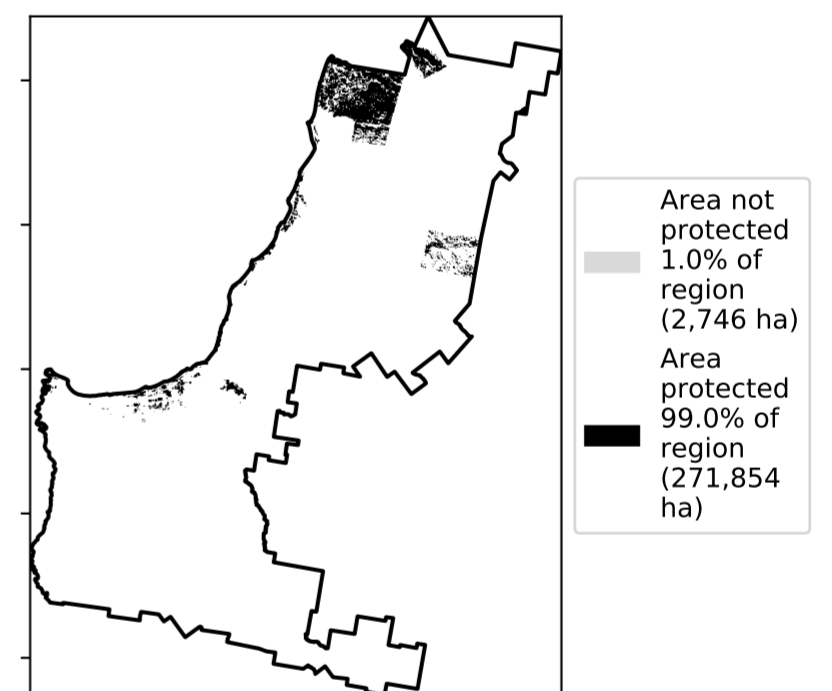 Area not
protected
1.0% of
region
(2,746 ha)
Area
protected
99.0% of
region
(271,854
ha)